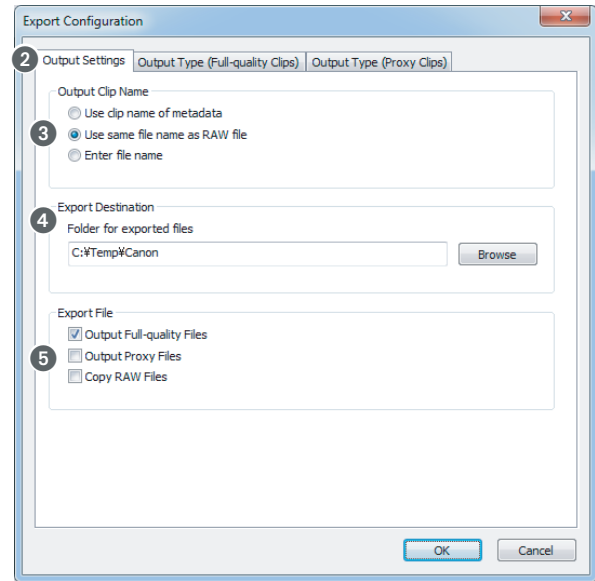 Export Configuration
2
Output Settings Output Type (Full-quality Clips) Output Type (Proxy Clips)
Output Clip Name
Use clip name of metadata
3
Use same file name as RAW file
Enter file name
Export Destination
4
Folder for exported files
C:¥Temp¥Canon Browse
Export File
Output Full-quality Files
5
Output Proxy Files
Copy RAW Files
OK Cancel